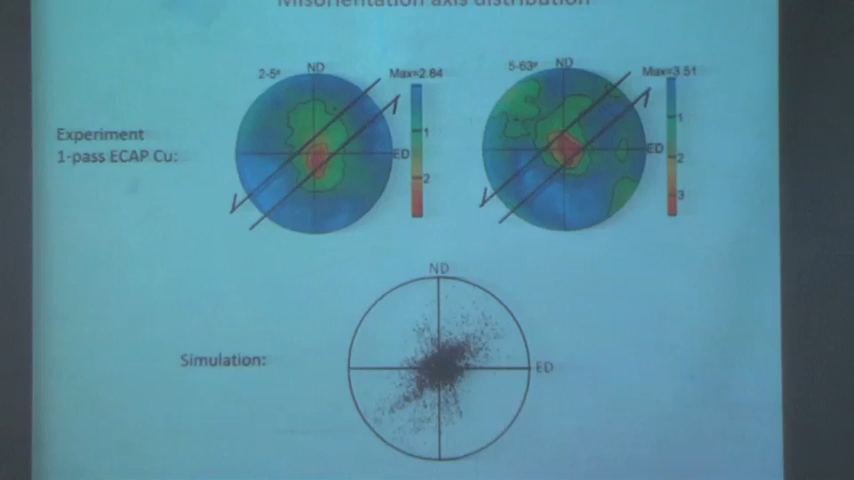 Misorientation axis distribution
2-5° ND Max=2.84
5-63° ND Max=3.51
Experiment
1-pass ECAP Cu:
1
2
ED
1
2
3
ED
ND
Simulation:
ED